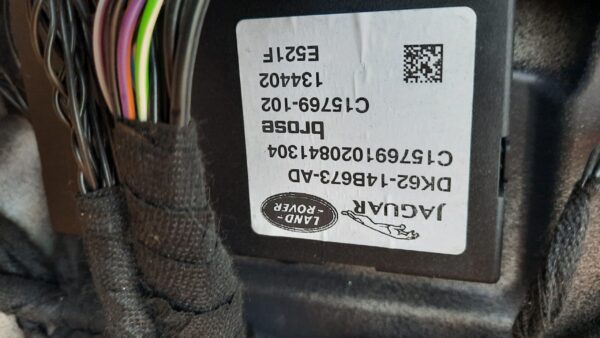 JAGUAR
LAND-
ROVER
DK62-14B673-AD
C157691020841304
brose
C15769-102
134402
E521F